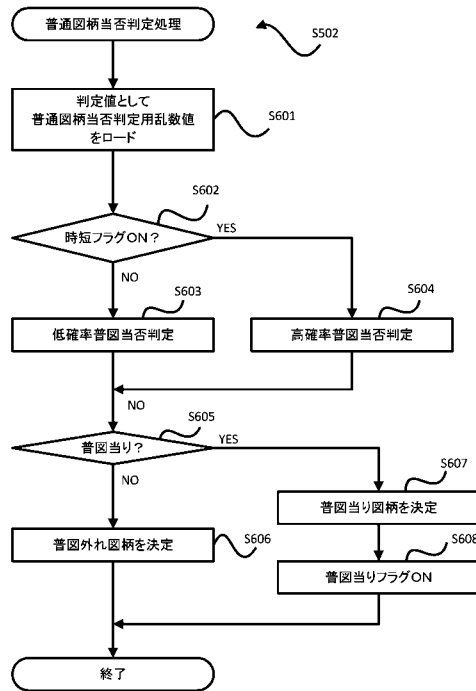 普通図柄当否判定処理
S502
判定値として
普通図柄当否判定用乱数値
をロード
S601
S602
時短フラグON？
YES
NO
S603
S604
低確率普図当否判定
高確率普図当否判定
NO
S605
普図当り？
YES
NO
S607
普図当り図柄を決定
普図外れ図柄を決定
S606
S608
普図当りフラグON
終了